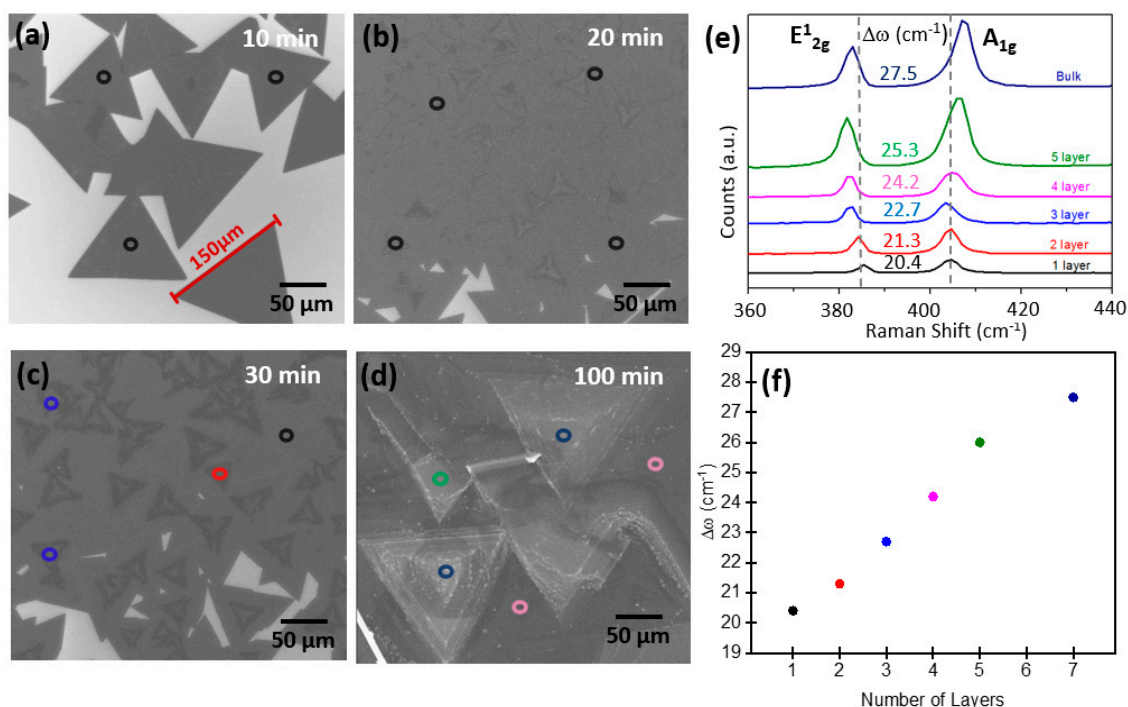 (a)
10 min
150μm
50 μm
(b)
20 min
50 μm
(c)
30 min
50 μm
(d)
100 min
50 μm
(e)
E¹2g Δω (cm-1) A1g
27.5 Bulk
25.3 5 layer
24.2 4 layer
22.7 3 layer
21.3 2 layer
20.4 1 layer
Counts (a.u.)
360 380 400 420 440
Raman Shift (cm-1)
(f)
29
28
27
26
25
24
23
22
21
20
19
Δω (cm-1)
1 2 3 4 5 6 7
Number of Layers